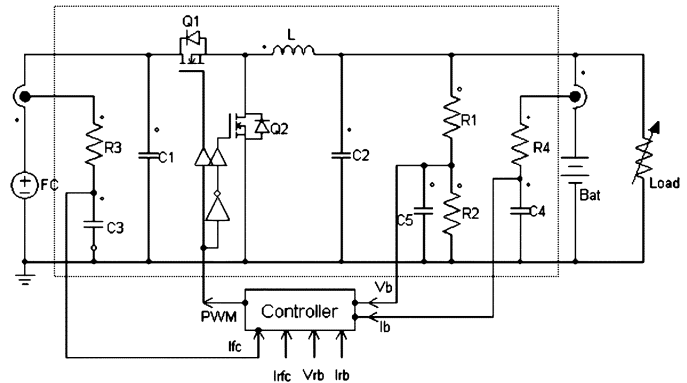 Q1
L
Q2
R1
R3
R4
C1
C2
FC
Bat
Load
C5
R2
C4
C3
Vb
PWM
Controller
Ib
Ifc
Irfc
Vrb
Irb